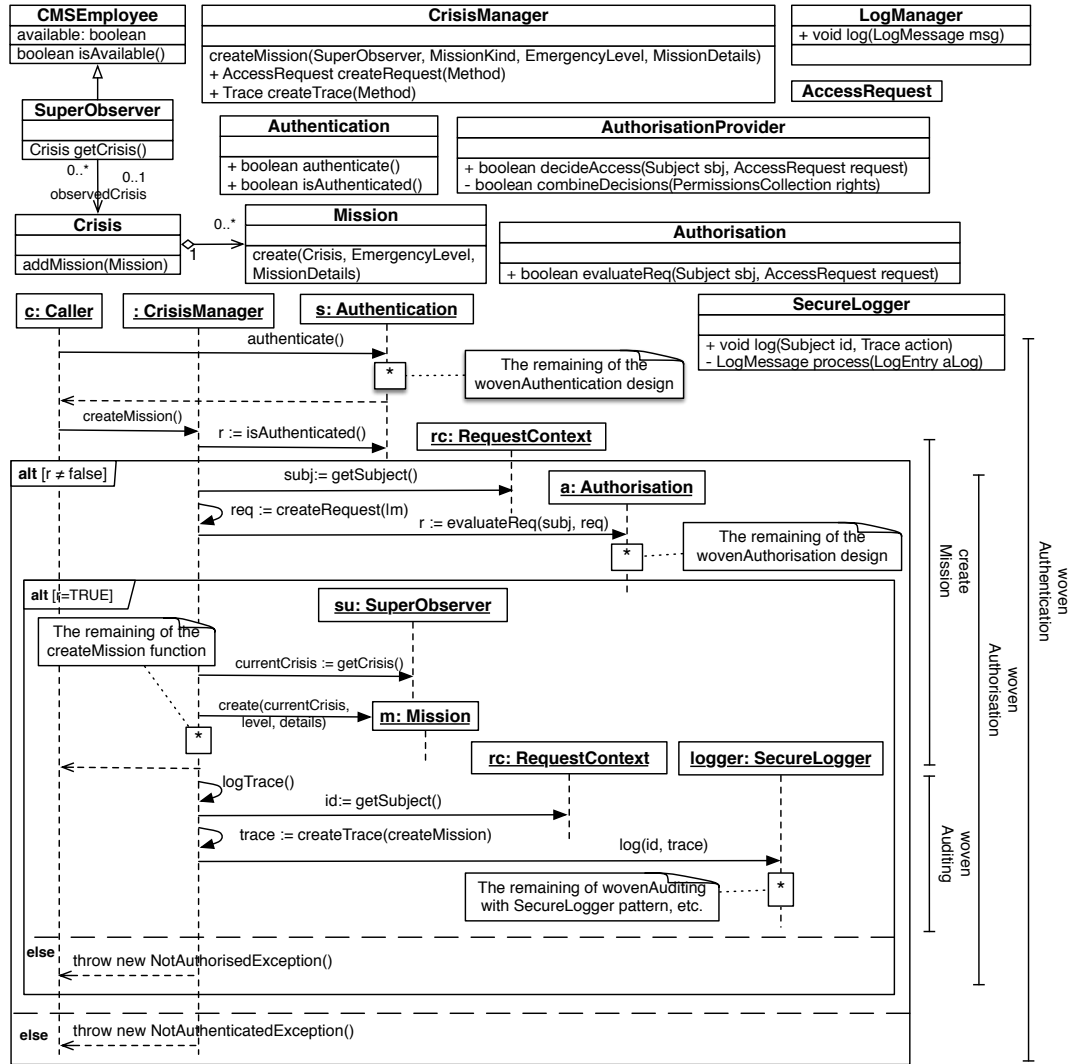 CMSEmployee
available: boolean
boolean isAvailable()
CrisisManager
createMission(SuperObserver, MissionKind, EmergencyLevel, MissionDetails)
+ AccessRequest createRequest(Method)
+ Trace createTrace(Method)
LogManager
+ void log(LogMessage msg)
AccessRequest
SuperObserver
Crisis getCrisis()
0..*
0..1
observedCrisis
Authentication
+ boolean authenticate()
+ boolean isAuthenticated()
AuthorisationProvider
+ boolean decideAccess(Subject sbj, AccessRequest request)
- boolean combineDecisions(PermissionsCollection rights)
Crisis
addMission(Mission)
1
0..*
Mission
create(Crisis, EmergencyLevel,
MissionDetails)
Authorisation
+ boolean evaluateReq(Subject sbj, AccessRequest request)
SecureLogger
+ void log(Subject id, Trace action)
- LogMessage process(LogEntry aLog)
c: Caller
: CrisisManager
s: Authentication
authenticate()
*
The remaining of the
wovenAuthentication design
createMission()
r := isAuthenticated()
rc: RequestContext
alt [r ≠ false]
subj:= getSubject()
a: Authorisation
req := createRequest(lm)
r := evaluateReq(subj, req)
*
The remaining of the
wovenAuthorisation design
alt [r=TRUE]
su: SuperObserver
The remaining of the
createMission function
currentCrisis := getCrisis()
create(currentCrisis,
level, details)
m: Mission
*
rc: RequestContext
logger: SecureLogger
logTrace()
id:= getSubject()
trace := createTrace(createMission)
log(id, trace)
The remaining of wovenAuditing
with SecureLogger pattern, etc.
*
else
throw new NotAuthorisedException()
else
throw new NotAuthenticatedException()
create
Mission
woven
Auditing
woven
Authorisation
woven
Authentication